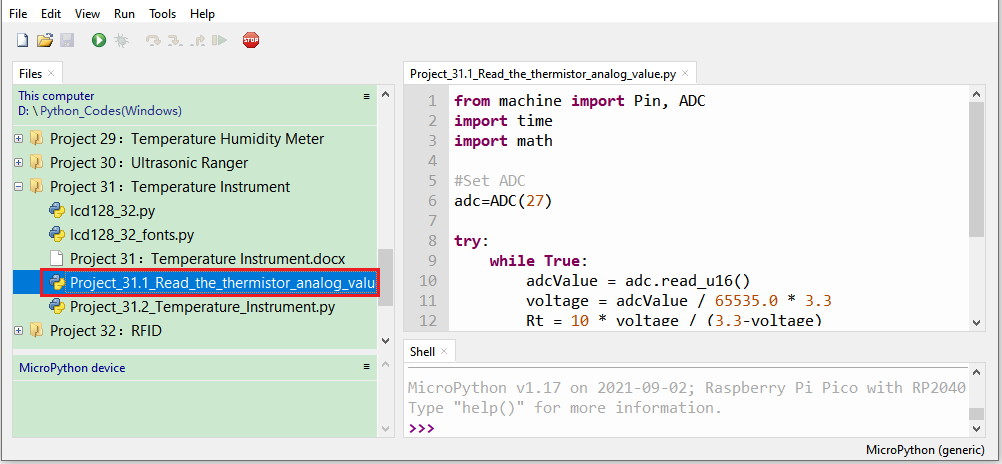 File Edit View Run Tools Help
STOP
Files ×
This computer ≡
D: \ Python_Codes(Windows)
Project 29：Temperature Humidity Meter
Project 30：Ultrasonic Ranger
Project 31：Temperature Instrument
lcd128_32.py
lcd128_32_fonts.py
Project 31：Temperature Instrument.docx
Project_31.1_Read_the_thermistor_analog_valu
Project_31.2_Temperature_Instrument.py
Project 32：RFID
MicroPython device ≡
Project_31.1_Read_the_thermistor_analog_value.py ×
1 from machine import Pin, ADC
2 import time
3 import math
4
5 #Set ADC
6 adc=ADC(27)
7
8 try:
9     while True:
10         adcValue = adc.read_u16()
11         voltage = adcValue / 65535.0 * 3.3
12         Rt = 10 * voltage / (3.3-voltage)
Shell ×
MicroPython v1.17 on 2021-09-02; Raspberry Pi Pico with RP2040
Type "help()" for more information.
>>>
MicroPython (generic)